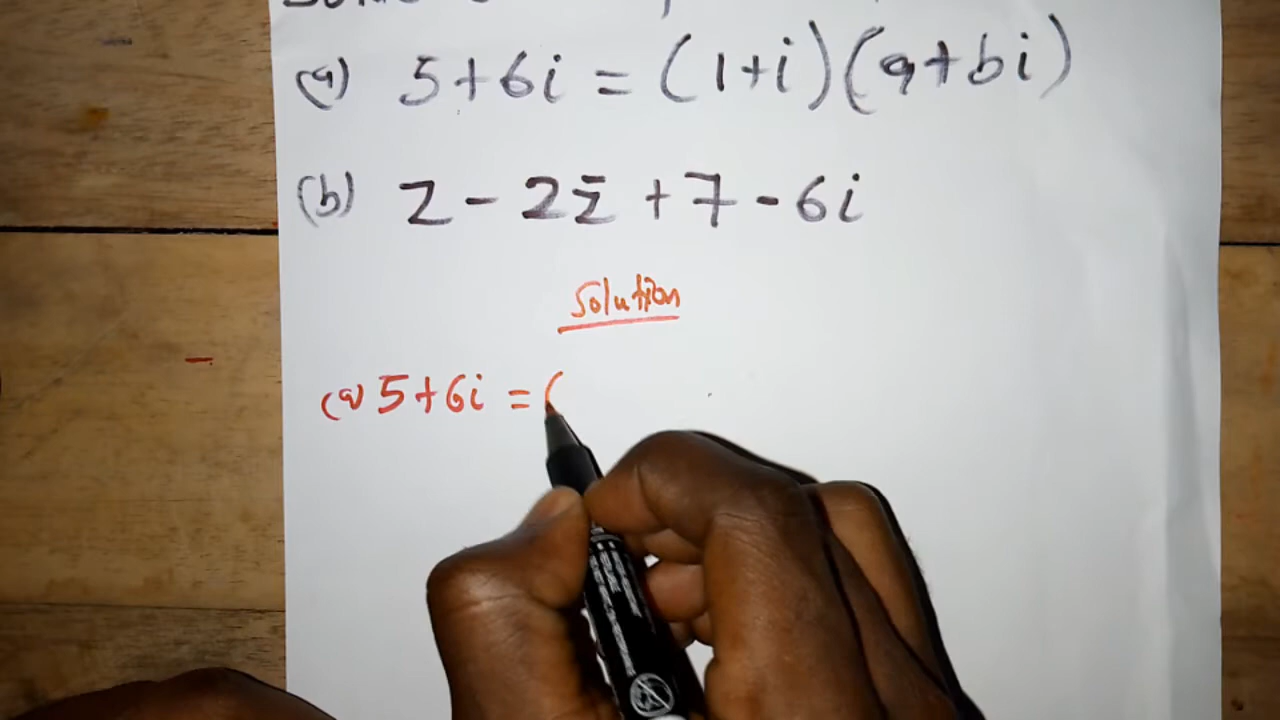 (a) 5+6i = (1+i)(a+bi)
(b) z - 2z̄ + 7 - 6i
Solution
(a) 5+6i = (